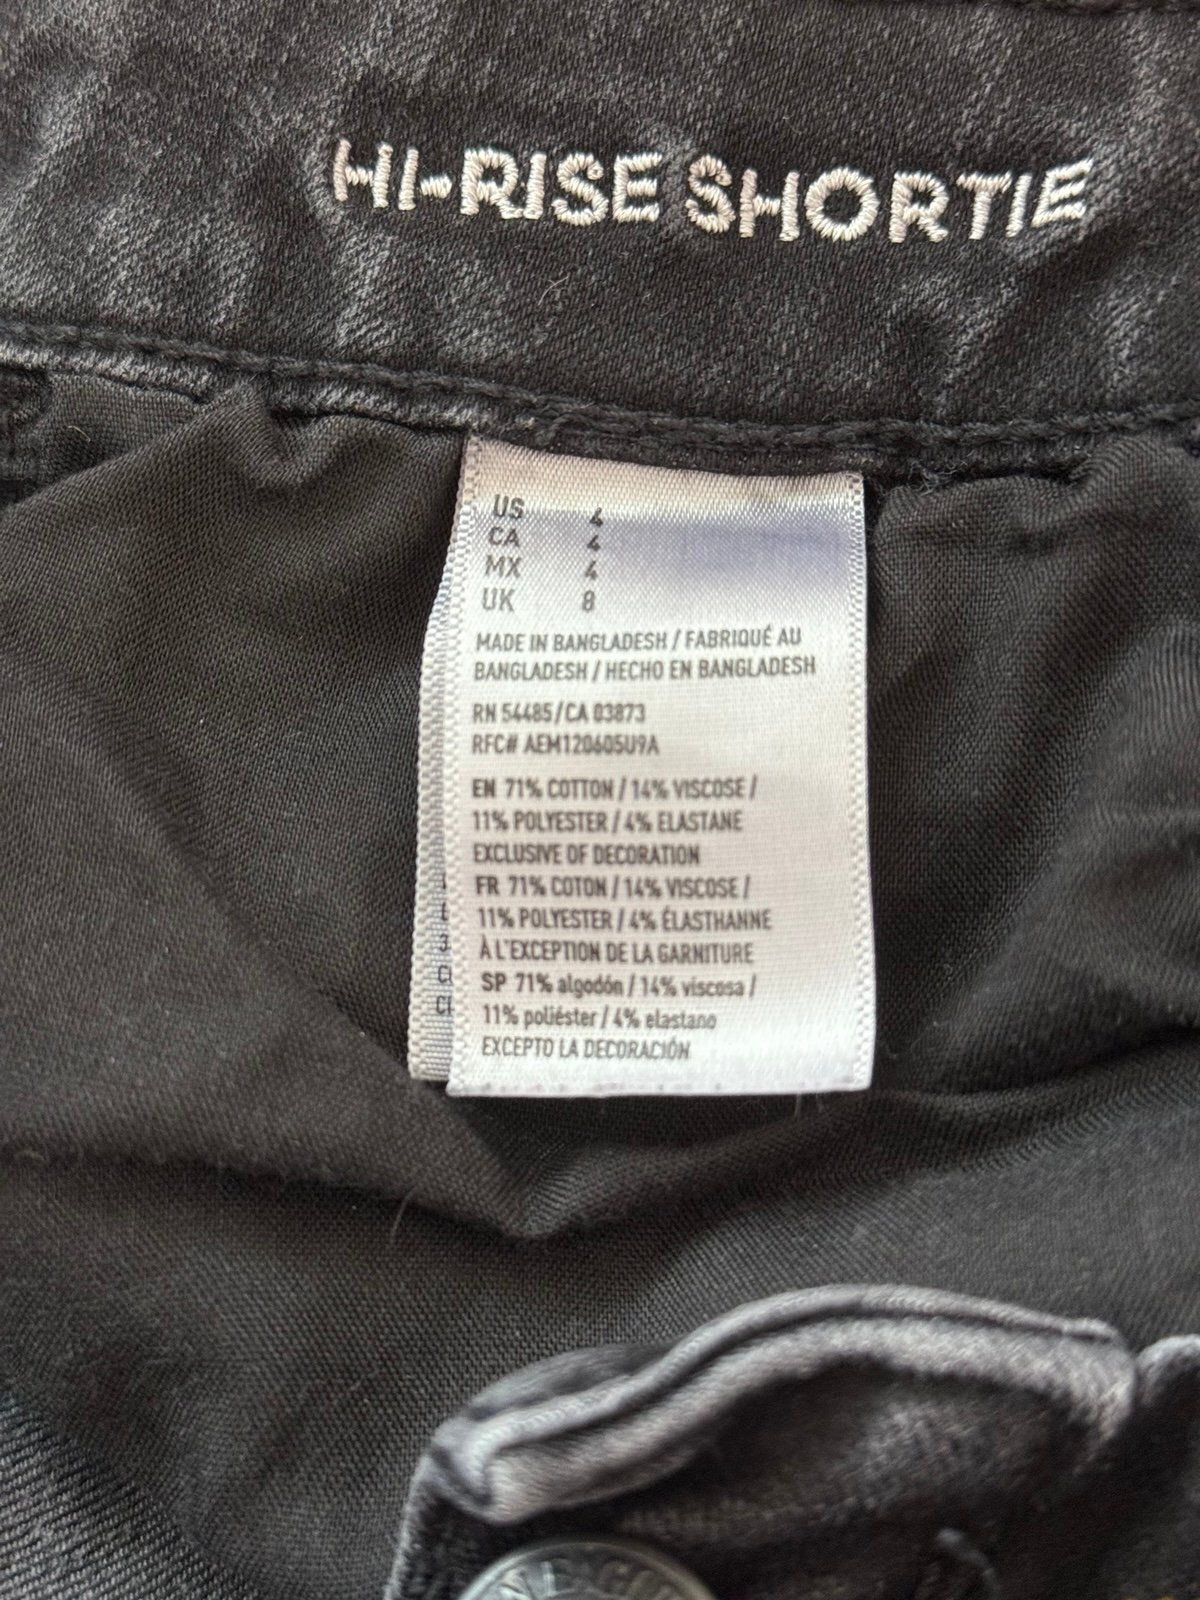 HI-RISE SHORTIE
US 4
CA 4
MX 4
UK 8
MADE IN BANGLADESH / FABRIQUÉ AU
BANGLADESH / HECHO EN BANGLADESH
RN 54485/CA 03873
RFC# AEM120605U9A
EN 71% COTTON / 14% VISCOSE /
11% POLYESTER / 4% ELASTANE
EXCLUSIVE OF DECORATION
FR 71% COTON / 14% VISCOSE /
11% POLYESTER / 4% ÉLASTHANNE
À L'EXCEPTION DE LA GARNITURE
SP 71% algodón / 14% viscosa /
11% poliéster / 4% elastano
EXCEPTO LA DECORACIÓN